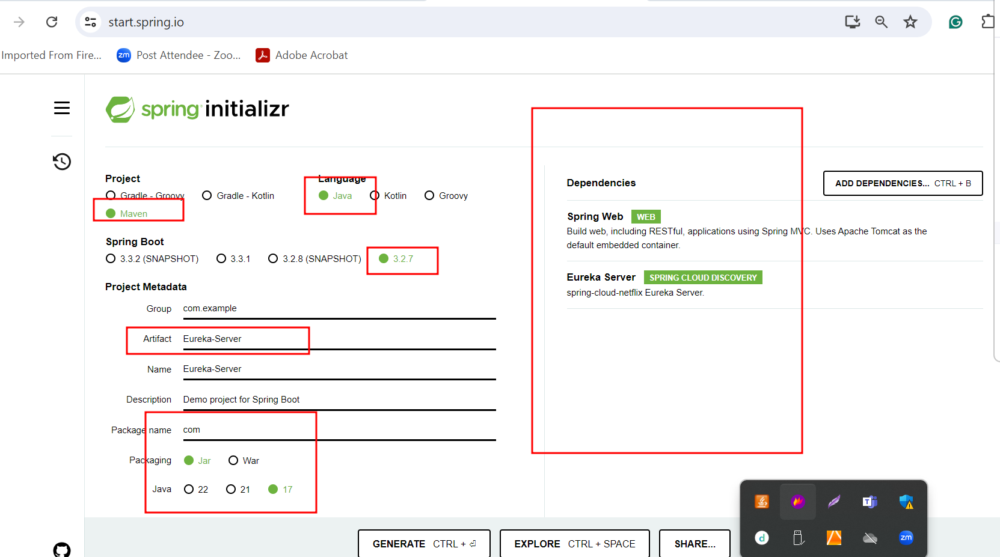 start.spring.io
Imported From Fire...
zm Post Attendee - Zoo...
Adobe Acrobat
spring initializr
Project
Gradle - Groovy Gradle - Kotlin
Maven
Language
Java Kotlin Groovy
Spring Boot
3.3.2 (SNAPSHOT) 3.3.1 3.2.8 (SNAPSHOT) 3.2.7
Project Metadata
Group com.example
Artifact Eureka-Server
Name Eureka-Server
Description Demo project for Spring Boot
Package name com
Packaging Jar War
Java 22 21 17
Dependencies
ADD DEPENDENCIES... CTRL + B
Spring Web WEB
Build web, including RESTful, applications using Spring MVC. Uses Apache Tomcat as the
default embedded container.
Eureka Server SPRING CLOUD DISCOVERY
spring-cloud-netflix Eureka Server.
GENERATE CTRL + ⏎
EXPLORE CTRL + SPACE
SHARE...
T
d
zm